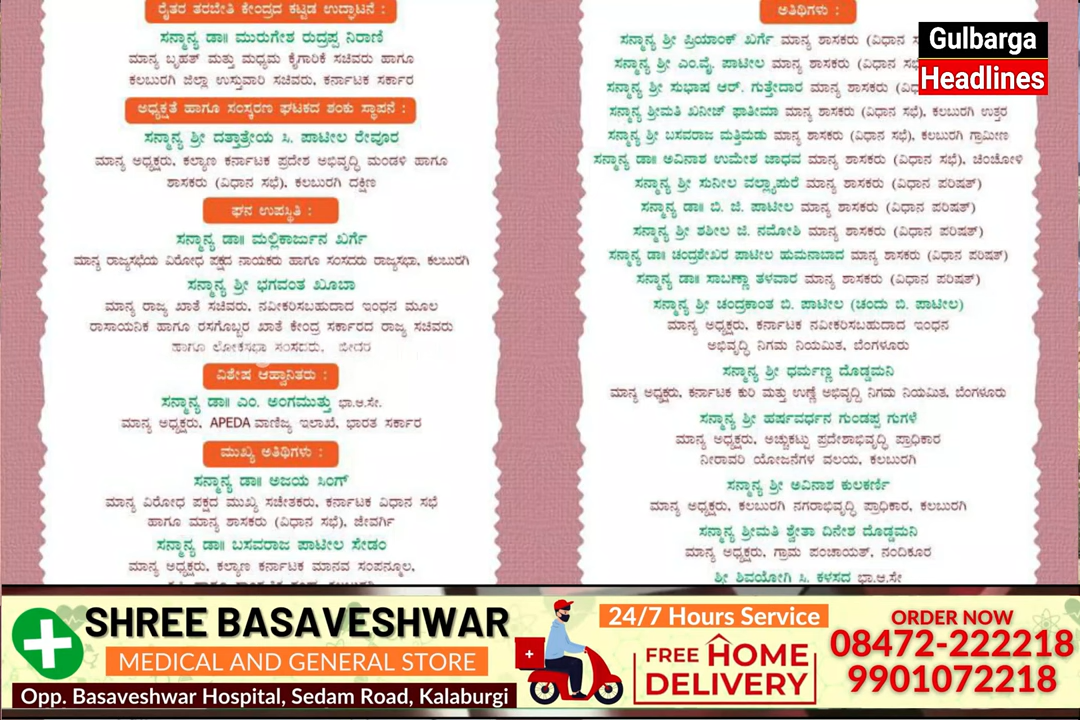 ರೈತರ ತರಬೇತಿ ಕೇಂದ್ರದ ಕಟ್ಟಡ ಉದ್ಘಾಟನೆ :
ಸನ್ಮಾನ್ಯ ಡಾ॥ ಮುರುಗೇಶ ರುದ್ರಪ್ಪ ನಿರಾಣಿ
ಮಾನ್ಯ ಬೃಹತ್ ಮತ್ತು ಮಧ್ಯಮ ಕೈಗಾರಿಕೆ ಸಚಿವರು ಹಾಗೂ
ಕಲಬುರಗಿ ಜಿಲ್ಲಾ ಉಸ್ತುವಾರಿ ಸಚಿವರು, ಕರ್ನಾಟಕ ಸರ್ಕಾರ
ಅಧ್ಯಕ್ಷತೆ ಹಾಗೂ ಸಂಸ್ಕರಣ ಘಟಕದ ಶಂಕು ಸ್ಥಾಪನೆ :
ಸನ್ಮಾನ್ಯ ಶ್ರೀ ದತ್ತಾತ್ರೇಯ ಸಿ. ಪಾಟೀಲ ರೇವೂರ
ಮಾನ್ಯ ಅಧ್ಯಕ್ಷರು, ಕಲ್ಯಾಣ ಕರ್ನಾಟಕ ಪ್ರದೇಶ ಅಭಿವೃದ್ಧಿ ಮಂಡಳಿ ಹಾಗೂ
ಶಾಸಕರು (ವಿಧಾನ ಸಭೆ), ಕಲಬುರಗಿ ದಕ್ಷಿಣ
ಘನ ಉಪಸ್ಥಿತಿ :
ಸನ್ಮಾನ್ಯ ಡಾ॥ ಮಲ್ಲಿಕಾರ್ಜುನ ಖರ್ಗೆ
ಮಾನ್ಯ ರಾಜ್ಯಸಭೆಯ ವಿರೋಧ ಪಕ್ಷದ ನಾಯಕರು ಹಾಗೂ ಸಂಸದರು ರಾಜ್ಯಸಭಾ, ಕಲಬುರಗಿ
ಸನ್ಮಾನ್ಯ ಶ್ರೀ ಭಗವಂತ ಖೂಬಾ
ಮಾನ್ಯ ರಾಜ್ಯ ಖಾತೆ ಸಚಿವರು, ನವೀಕರಿಸಬಹುದಾದ ಇಂಧನ ಮೂಲ
ರಾಸಾಯನಿಕ ಹಾಗೂ ರಸಗೊಬ್ಬರ ಖಾತೆ ಕೇಂದ್ರ ಸರ್ಕಾರದ ರಾಜ್ಯ ಸಚಿವರು
ಹಾಗೂ ಲೋಕಸಭಾ ಸಂಸದರು, ಬೀದರ
ವಿಶೇಷ ಆಹ್ವಾನಿತರು :
ಸನ್ಮಾನ್ಯ ಡಾ॥ ಎಂ. ಅಂಗಮುತ್ತು ಭಾ.ಆ.ಸೇ.
ಮಾನ್ಯ ಅಧ್ಯಕ್ಷರು, APEDA ವಾಣಿಜ್ಯ ಇಲಾಖೆ, ಭಾರತ ಸರ್ಕಾರ
ಮುಖ್ಯ ಅತಿಥಿಗಳು :
ಸನ್ಮಾನ್ಯ ಡಾ॥ ಅಜಯ ಸಿಂಗ್
ಮಾನ್ಯ ವಿರೋಧ ಪಕ್ಷದ ಮುಖ್ಯ ಸಚೇತಕರು, ಕರ್ನಾಟಕ ವಿಧಾನ ಸಭೆ
ಹಾಗೂ ಮಾನ್ಯ ಶಾಸಕರು (ವಿಧಾನ ಸಭೆ), ಜೇವರ್ಗಿ
ಸನ್ಮಾನ್ಯ ಡಾ॥ ಬಸವರಾಜ ಪಾಟೀಲ ಸೇಡಂ
ಮಾನ್ಯ ಅಧ್ಯಕ್ಷರು, ಕಲ್ಯಾಣ ಕರ್ನಾಟಕ ಮಾನವ ಸಂಪನ್ಮೂಲ,
ಅತಿಥಿಗಳು :
ಸನ್ಮಾನ್ಯ ಶ್ರೀ ಪ್ರಿಯಾಂಕ್ ಖರ್ಗೆ ಮಾನ್ಯ ಶಾಸಕರು (ವಿಧಾನ
ಸನ್ಮಾನ್ಯ ಶ್ರೀ ಎಂ.ವೈ. ಪಾಟೀಲ ಮಾನ್ಯ ಶಾಸಕರು (ವಿಧಾನ
ಸನ್ಮಾನ್ಯ ಶ್ರೀ ಸುಭಾಷ ಆರ್. ಗುತ್ತೇದಾರ ಮಾನ್ಯ ಶಾಸಕರು
ಸನ್ಮಾನ್ಯ ಶ್ರೀಮತಿ ಖನೀಜ್ ಫಾತೀಮಾ ಮಾನ್ಯ ಶಾಸಕರು (ವಿಧಾನ ಸಭೆ), ಕಲಬುರಗಿ ಉತ್ತರ
ಸನ್ಮಾನ್ಯ ಶ್ರೀ ಬಸವರಾಜ ಮತ್ತಿಮಡು ಮಾನ್ಯ ಶಾಸಕರು (ವಿಧಾನ ಸಭೆ), ಕಲಬುರಗಿ ಗ್ರಾಮೀಣ
ಸನ್ಮಾನ್ಯ ಡಾ॥ ಅವಿನಾಶ ಉಮೇಶ ಜಾಧವ ಮಾನ್ಯ ಶಾಸಕರು (ವಿಧಾನ ಸಭೆ), ಚಿಂಚೋಳಿ
ಸನ್ಮಾನ್ಯ ಶ್ರೀ ಸುನೀಲ ವಲ್ಲ್ಯಾಪುರೆ ಮಾನ್ಯ ಶಾಸಕರು (ವಿಧಾನ ಪರಿಷತ್)
ಸನ್ಮಾನ್ಯ ಡಾ॥ ಬಿ. ಜಿ. ಪಾಟೀಲ ಮಾನ್ಯ ಶಾಸಕರು (ವಿಧಾನ ಪರಿಷತ್)
ಸನ್ಮಾನ್ಯ ಶ್ರೀ ಶಶೀಲ ಜಿ. ನಮೋಶಿ ಮಾನ್ಯ ಶಾಸಕರು (ವಿಧಾನ ಪರಿಷತ್)
ಸನ್ಮಾನ್ಯ ಡಾ॥ ಚಂದ್ರಶೇಖರ ಪಾಟೀಲ ಹುಮನಾಬಾದ ಮಾನ್ಯ ಶಾಸಕರು (ವಿಧಾನ ಪರಿಷತ್)
ಸನ್ಮಾನ್ಯ ಡಾ॥ ಸಾಬಣ್ಣಾ ತಳವಾರ ಮಾನ್ಯ ಶಾಸಕರು (ವಿಧಾನ ಪರಿಷತ್)
ಸನ್ಮಾನ್ಯ ಶ್ರೀ ಚಂದ್ರಕಾಂತ ಬಿ. ಪಾಟೀಲ (ಚಂದು ಬಿ. ಪಾಟೀಲ)
ಮಾನ್ಯ ಅಧ್ಯಕ್ಷರು, ಕರ್ನಾಟಕ ನವೀಕರಿಸಬಹುದಾದ ಇಂಧನ
ಅಭಿವೃದ್ಧಿ ನಿಗಮ ನಿಯಮಿತ, ಬೆಂಗಳೂರು
ಸನ್ಮಾನ್ಯ ಶ್ರೀ ಧರ್ಮಣ್ಣ ದೊಡ್ಡಮನಿ
ಮಾನ್ಯ ಅಧ್ಯಕ್ಷರು, ಕರ್ನಾಟಕ ಕುರಿ ಮತ್ತು ಉಣ್ಣೆ ಅಭಿವೃದ್ಧಿ ನಿಗಮ ನಿಯಮಿತ, ಬೆಂಗಳೂರು
ಸನ್ಮಾನ್ಯ ಶ್ರೀ ಹರ್ಷವರ್ಧನ ಗುಂಡಪ್ಪ ಗುಗಳೆ
ಮಾನ್ಯ ಅಧ್ಯಕ್ಷರು, ಅಚ್ಚುಕಟ್ಟು ಪ್ರದೇಶಾಭಿವೃದ್ಧಿ ಪ್ರಾಧಿಕಾರ
ನೀರಾವರಿ ಯೋಜನೆಗಳ ವಲಯ, ಕಲಬುರಗಿ
ಸನ್ಮಾನ್ಯ ಶ್ರೀ ಅವಿನಾಶ ಕುಲಕರ್ಣಿ
ಮಾನ್ಯ ಅಧ್ಯಕ್ಷರು, ಕಲಬುರಗಿ ನಗರಾಭಿವೃದ್ಧಿ ಪ್ರಾಧಿಕಾರ, ಕಲಬುರಗಿ
ಸನ್ಮಾನ್ಯ ಶ್ರೀಮತಿ ಶ್ವೇತಾ ದಿನೇಶ ದೊಡ್ಡಮನಿ
ಮಾನ್ಯ ಅಧ್ಯಕ್ಷರು, ಗ್ರಾಮ ಪಂಚಾಯತ್, ನಂದಿಕೂರ
ಶ್ರೀ ಶಿವಯೋಗಿ ಸಿ. ಕಳಸದ ಭಾ.ಆ.ಸೇ
Gulbarga
Headlines
SHREE BASAVESHWAR
MEDICAL AND GENERAL STORE
Opp. Basaveshwar Hospital, Sedam Road, Kalaburgi
24/7 Hours Service
FREE HOME
DELIVERY
ORDER NOW
08472-222218
9901072218